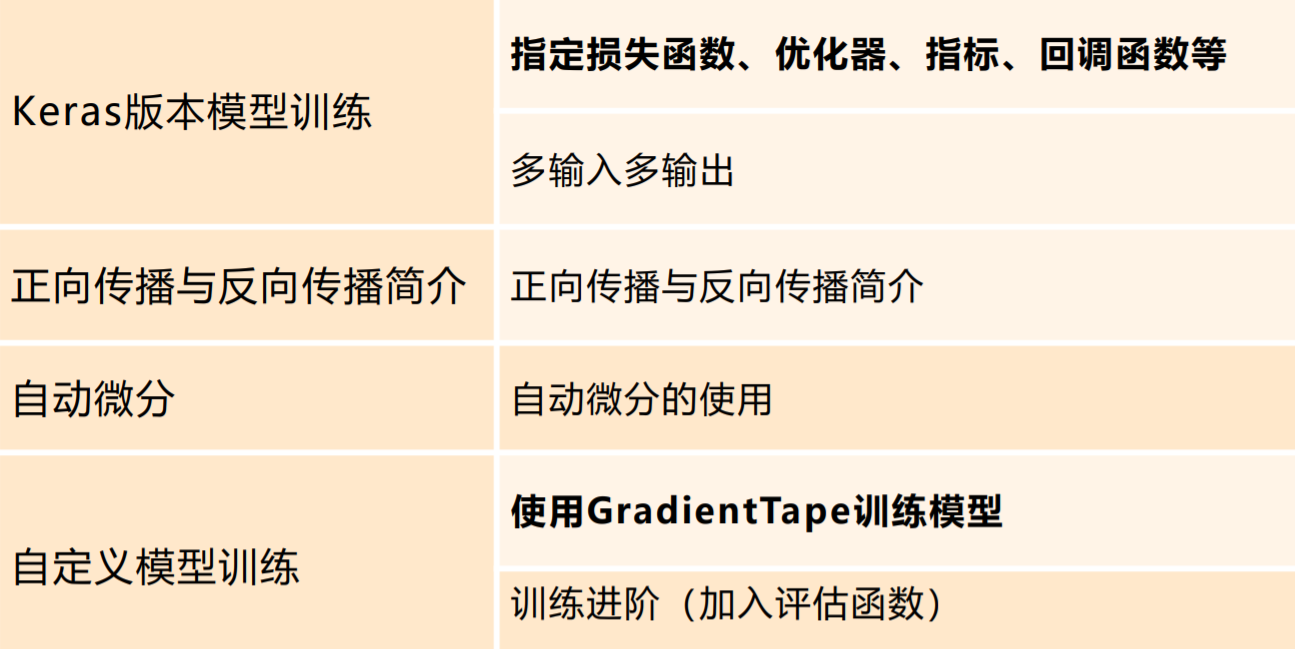 Keras版本模型训练
指定损失函数、优化器、指标、回调函数等
多输入多输出
正向传播与反向传播简介
正向传播与反向传播简介
自动微分
自动微分的使用
自定义模型训练
使用GradientTape训练模型
训练进阶（加入评估函数）